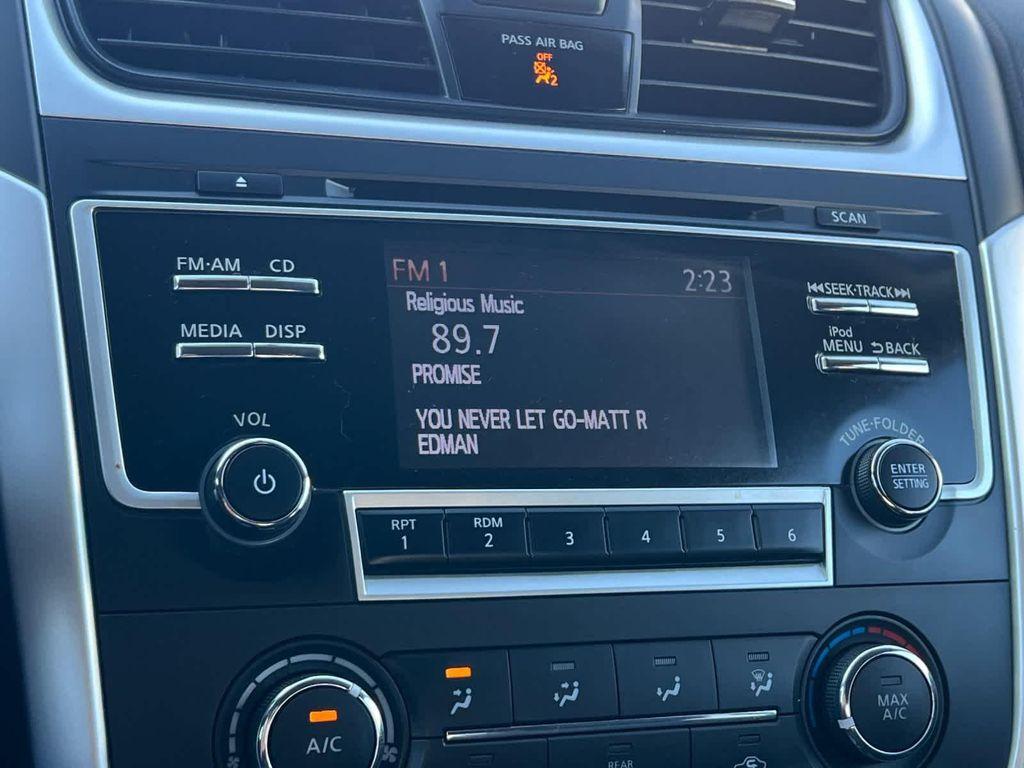 PASS AIR BAG
OFF
2
SCAN
FM·AM CD
MEDIA DISP
VOL
FM 1 2:23
Religious Music
89.7
PROMISE
YOU NEVER LET GO-MATT R
EDMAN
SEEK·TRACK
iPod
MENU BACK
TUNE·FOLDER
ENTER
SETTING
RPT
1
RDM
2
3
4
5
6
A/C
MAX
A/C
REAR